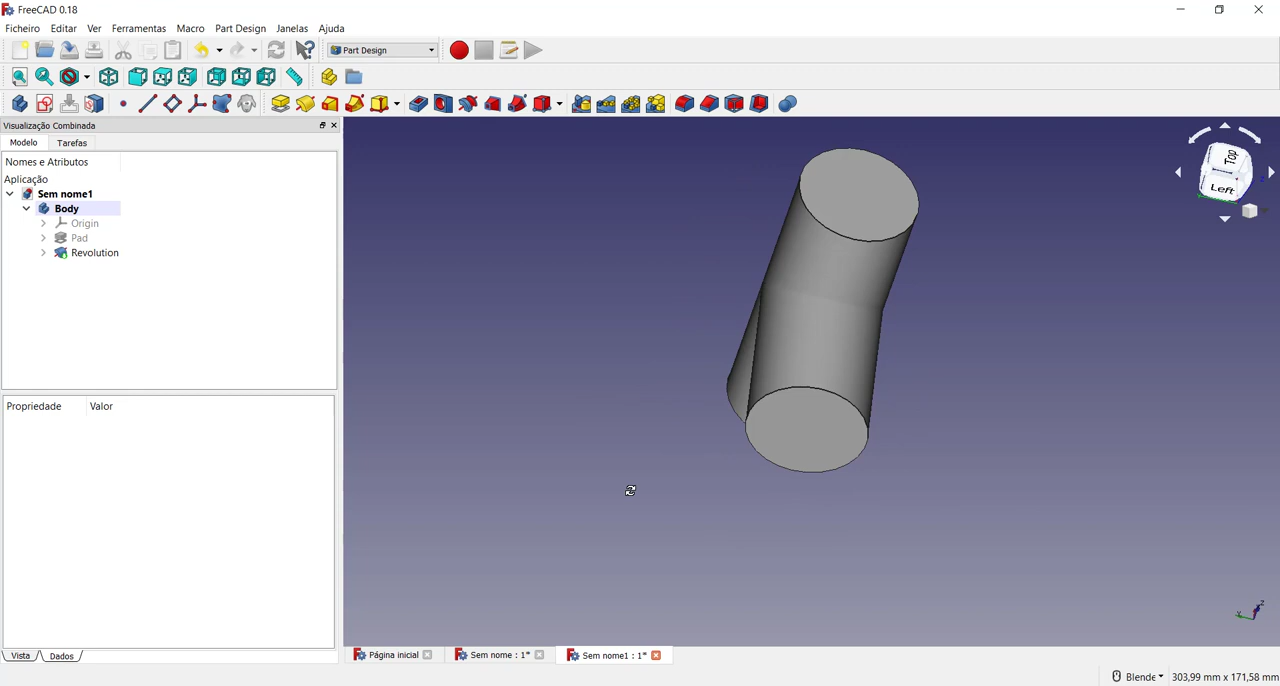 FreeCAD 0.18
Ficheiro Editar Ver Ferramentas Macro Part Design Janelas Ajuda
Part Design
Visualização Combinada
Modelo Tarefas
Nomes e Atributos
Aplicação
Sem nome1
Body
Origin
Pad
Revolution
Top
Left
Propriedade Valor
z
Y
Vista Dados
Página inicial Sem nome : 1* Sem nome1 : 1*
Blende 303,99 mm x 171,58 mm